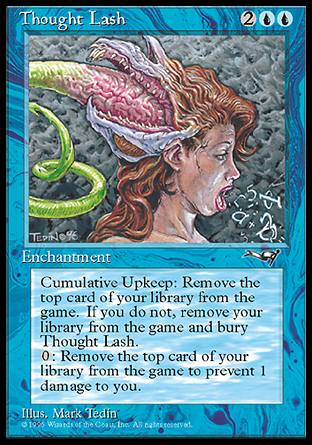 Thought Lash 2
TEDIN©96
Enchantment
Cumulative Upkeep: Remove the
top card of your library from the
game. If you do not, remove your
library from the game and bury
Thought Lash.
0: Remove the top card of your
library from the game to prevent 1
damage to you.
Illus. Mark Tedin
©1996 Wizards of the Coast, Inc. All rights reserved.